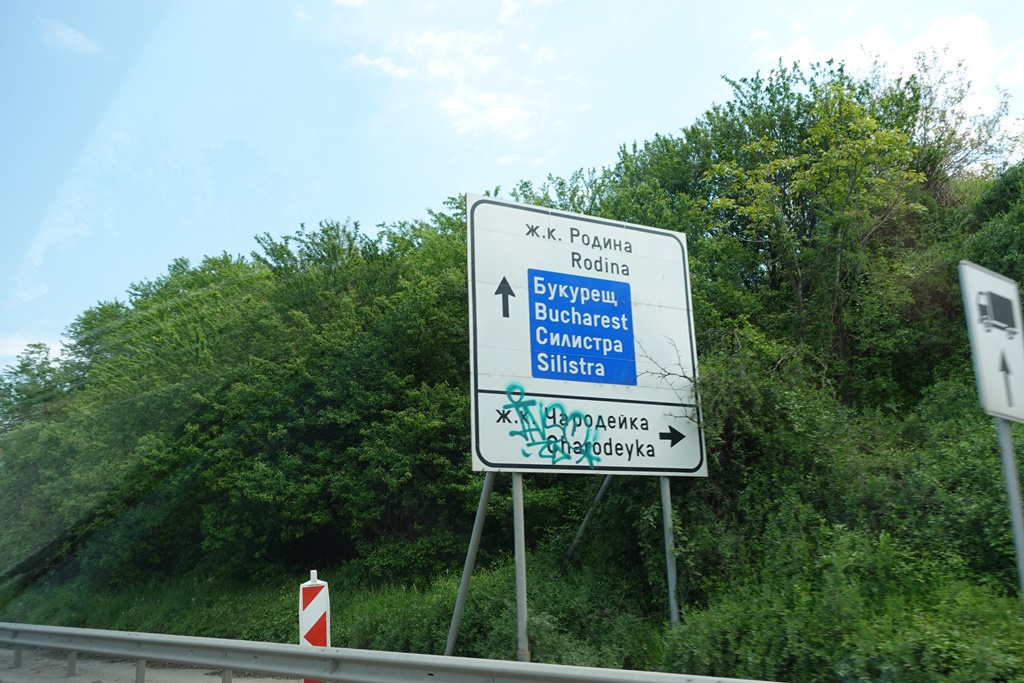 ж.к. Родина
Rodina
Букурещ
Bucharest
Силистра
Silistra
ж.к. Чародейка
Charodeyka